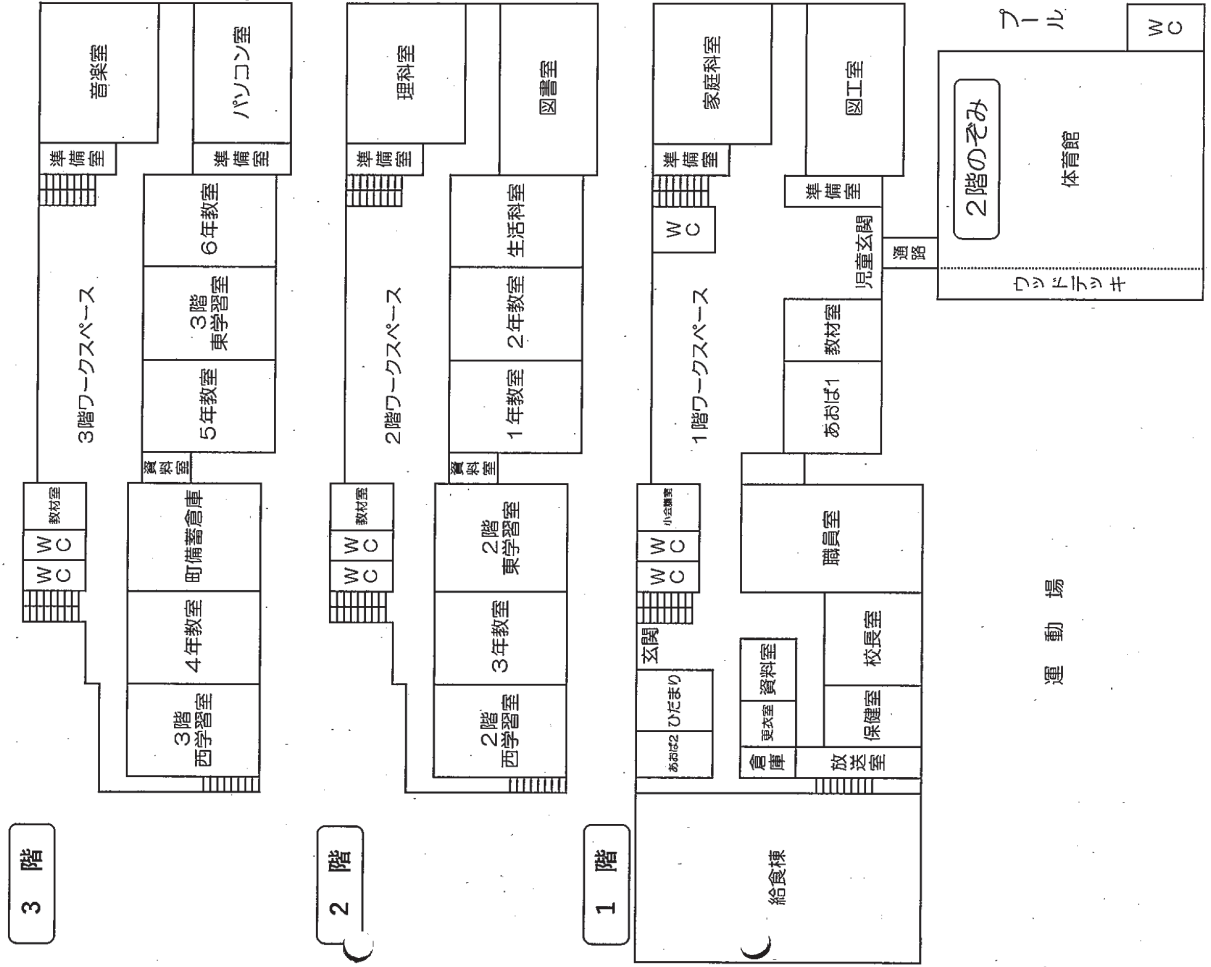 3 階
WC
WC
教材室
3階ワークスペース
準備室
音楽室
3階
西学習室
4年教室
町備蓄倉庫
資料室
5年教室
3階
東学習室
6年教室
準備室
パソコン室
2 階
WC
WC
教材室
2階ワークスペース
準備室
理科室
2階
西学習室
3年教室
2階
東学習室
資料室
1年教室
2年教室
生活科室
図書室
1 階
給食棟
あおば2
ひだまり
玄関
WC
WC
小会議室
1階ワークスペース
WC
準備室
家庭科室
倉庫
更衣室
資料室
放送室
保健室
校長室
職員室
あおば1
教材室
児童玄関
準備室
図工室
通路
2階のぞみ
ウッドデッキ
体育館
プール
WC
運動場